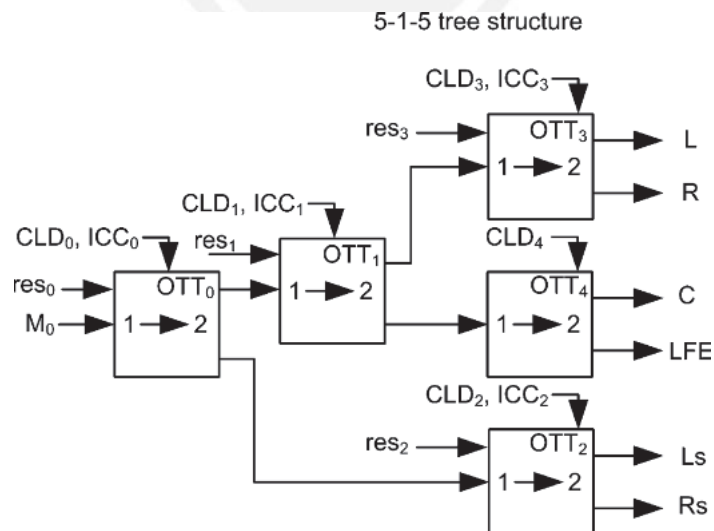 5-1-5 tree structure
CLD₃, ICC₃
res₃
OTT₃
1 2
L
R
CLD₁, ICC₁
res₁
OTT₁
1 2
CLD₀, ICC₀
res₀
M₀
OTT₀
1 2
CLD₄
OTT₄
1 2
C
LFE
CLD₂, ICC₂
res₂
OTT₂
1 2
Ls
Rs